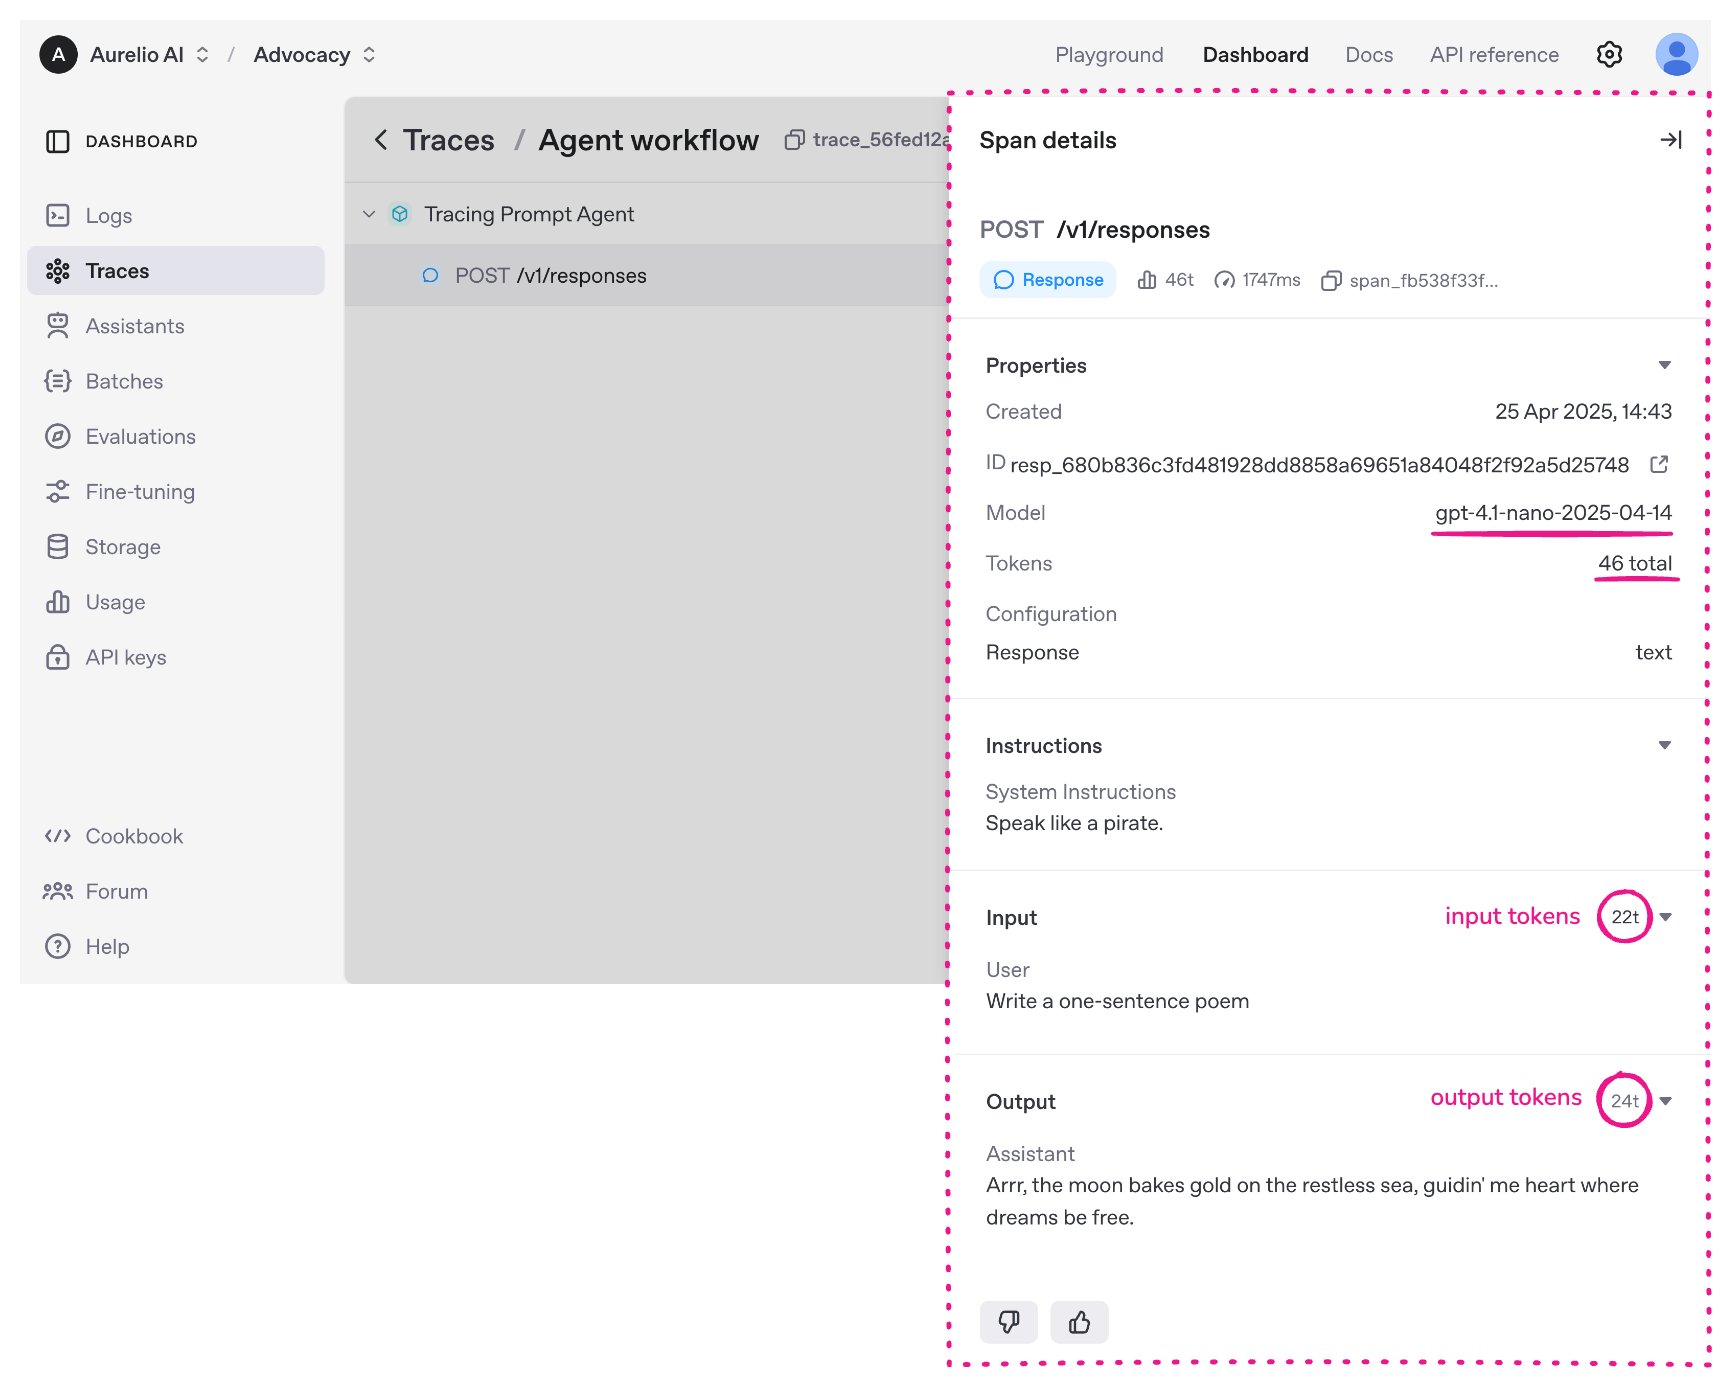 A Aurelio AI / Advocacy
Playground Dashboard Docs API reference
DASHBOARD
Logs
Traces
Assistants
Batches
Evaluations
Fine-tuning
Storage
Usage
API keys
Cookbook
Forum
Help
Traces / Agent workflow trace_56fed12a
Tracing Prompt Agent
POST /v1/responses
Span details
POST /v1/responses
Response 46t 1747ms span_fb538f33f...
Properties
Created 25 Apr 2025, 14:43
ID resp_680b836c3fd481928dd8858a69651a84048f2f92a5d25748
Model gpt-4.1-nano-2025-04-14
Tokens 46 total
Configuration
Response text
Instructions
System Instructions
Speak like a pirate.
Input input tokens 22t
User
Write a one-sentence poem
Output output tokens 24t
Assistant
Arrr, the moon bakes gold on the restless sea, guidin' me heart where
dreams be free.